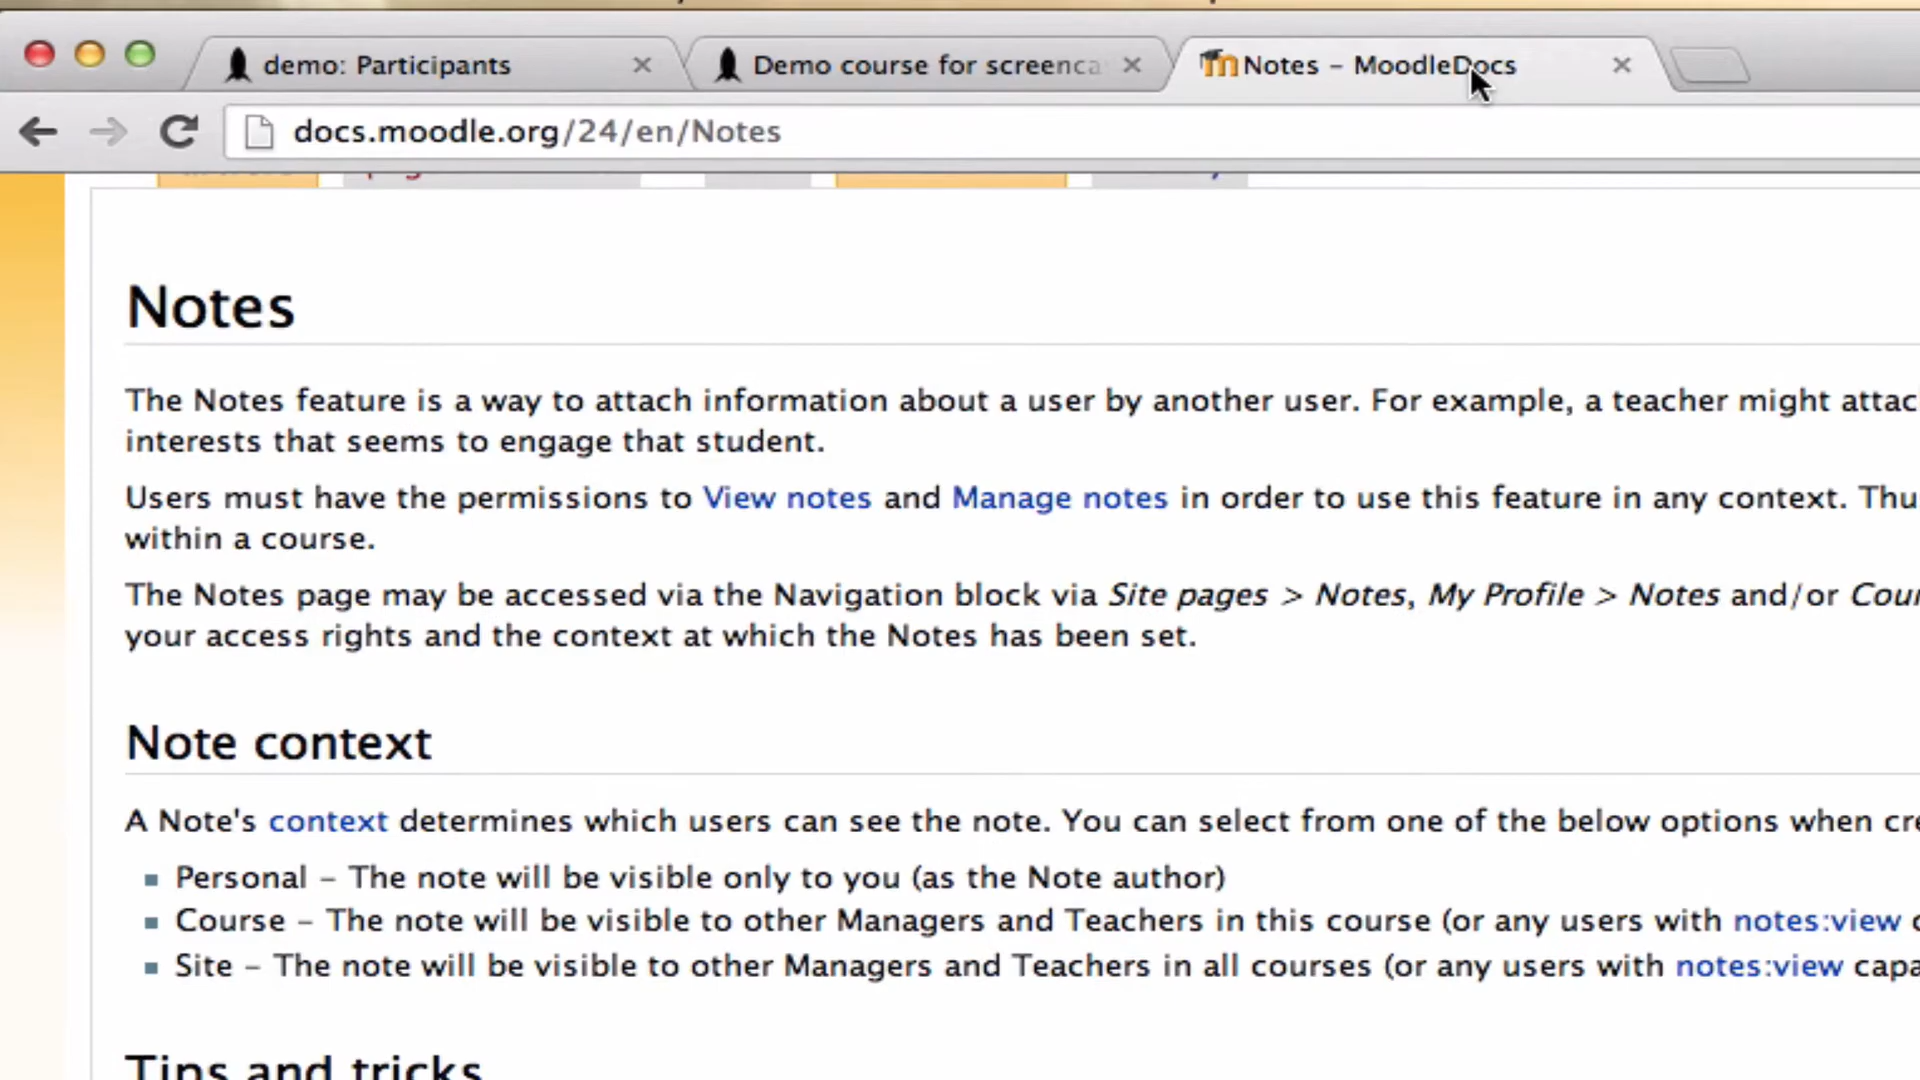 demo: Participants
Demo course for screenca
Notes – MoodleDocs
docs.moodle.org/24/en/Notes
Notes
The Notes feature is a way to attach information about a user by another user. For example, a teacher might attac
interests that seems to engage that student.
Users must have the permissions to View notes and Manage notes in order to use this feature in any context. Thu
within a course.
The Notes page may be accessed via the Navigation block via Site pages > Notes, My Profile > Notes and/or Cour
your access rights and the context at which the Notes has been set.
Note context
A Note's context determines which users can see the note. You can select from one of the below options when cre
Personal – The note will be visible only to you (as the Note author)
Course – The note will be visible to other Managers and Teachers in this course (or any users with notes:view c
Site – The note will be visible to other Managers and Teachers in all courses (or any users with notes:view capa
Tips and tricks